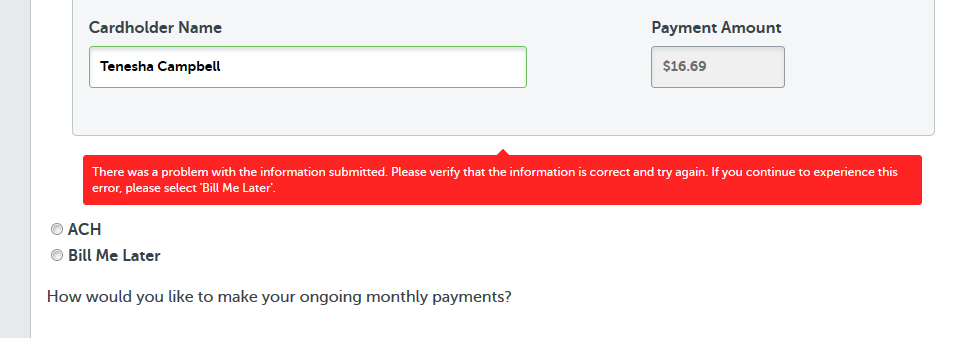 Cardholder Name
Payment Amount
Tenesha Campbell
$16.69
There was a problem with the information submitted. Please verify that the information is correct and try again. If you continue to experience this
error, please select 'Bill Me Later'.
ACH
Bill Me Later
How would you like to make your ongoing monthly payments?